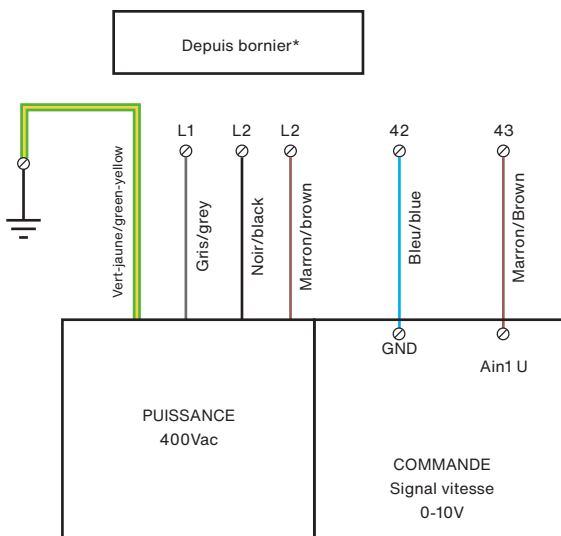 Depuis bornier*
L1 L2 L2 42 43
Vert-jaune/green-yellow
Gris/grey
Noir/black
Marron/brown
Bleu/blue
Marron/Brown
GND
Ain1 U
PUISSANCE
400Vac
COMMANDE
Signal vitesse
0-10V